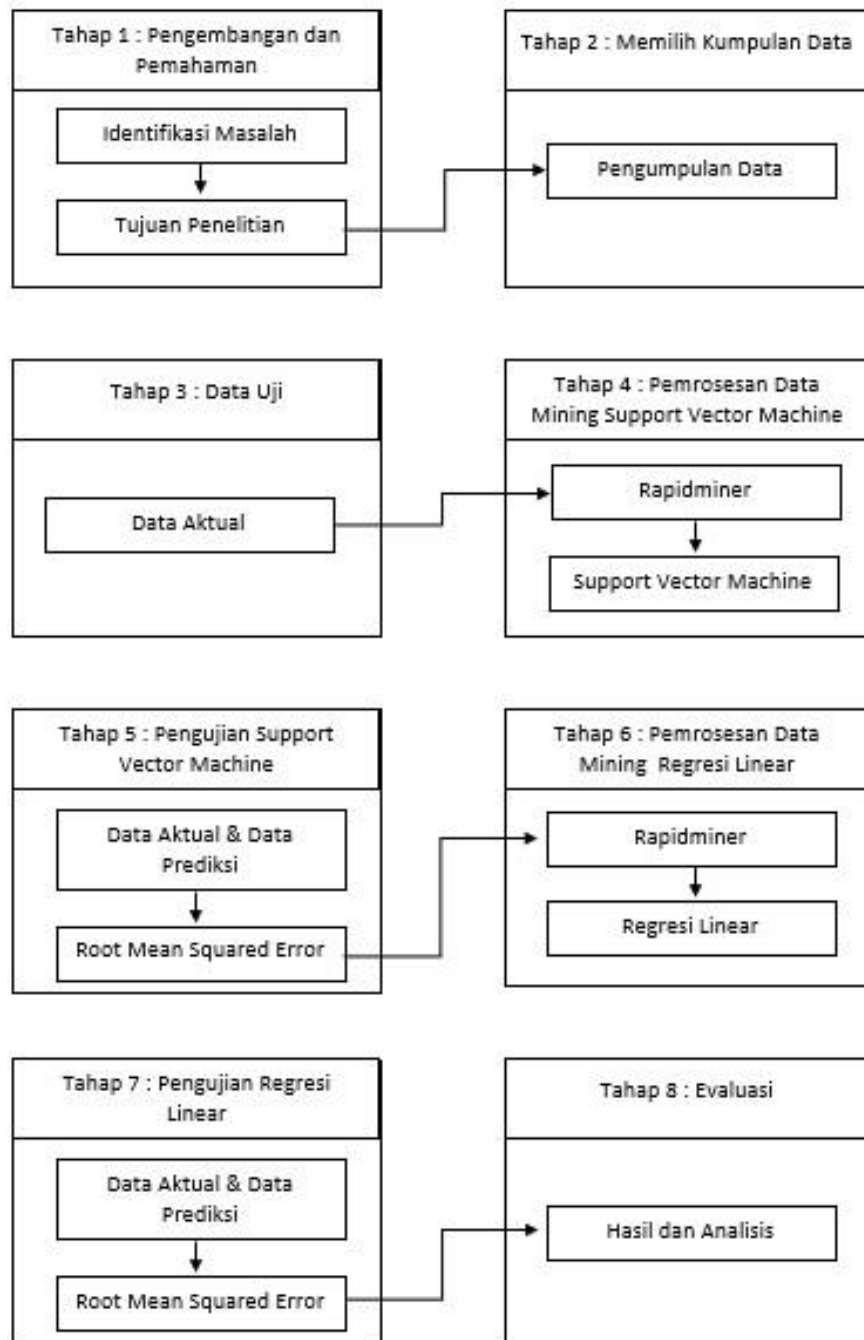 Tahap 1 : Pengembangan dan
Pemahaman
Identifikasi Masalah
Tujuan Penelitian
Tahap 2 : Memilih Kumpulan Data
Pengumpulan Data
Tahap 3 : Data Uji
Data Aktual
Tahap 4 : Pemrosesan Data
Mining Support Vector Machine
Rapidminer
Support Vector Machine
Tahap 5 : Pengujian Support
Vector Machine
Data Aktual & Data
Prediksi
Root Mean Squared Error
Tahap 6 : Pemrosesan Data
Mining Regresi Linear
Rapidminer
Regresi Linear
Tahap 7 : Pengujian Regresi
Linear
Data Aktual & Data
Prediksi
Root Mean Squared Error
Tahap 8 : Evaluasi
Hasil dan Analisis